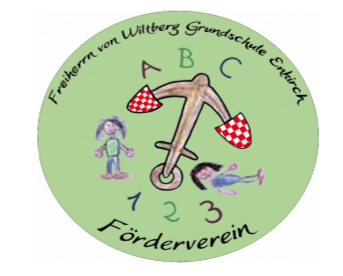 Freiherrn von Wiltberg Grundschule Enkirch
A B C
1 2 3
Förderverein